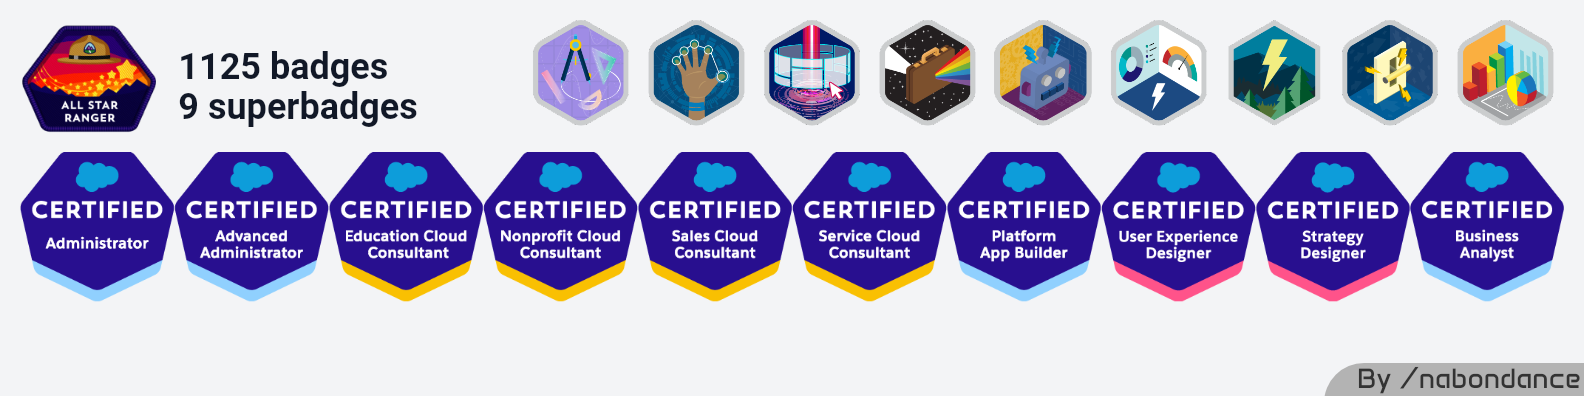 ALL STAR
RANGER
1125 badges
9 superbadges
CERTIFIED
Administrator
CERTIFIED
Advanced
Administrator
CERTIFIED
Education Cloud
Consultant
CERTIFIED
Nonprofit Cloud
Consultant
CERTIFIED
Sales Cloud
Consultant
CERTIFIED
Service Cloud
Consultant
CERTIFIED
Platform
App Builder
CERTIFIED
User Experience
Designer
CERTIFIED
Strategy
Designer
CERTIFIED
Business
Analyst
By /nabondance